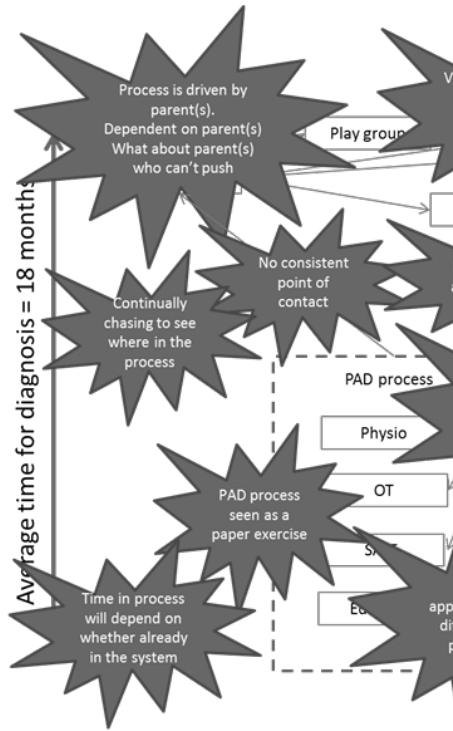 Process is driven by
parent(s).
Dependent on parent(s)
What about parent(s)
who can't push
V
Play group
Average time for diagnosis = 18 months
No consistent
point of
contact
a
Continually
chasing to see
where in the
process
PAD process
Physio
OT
PAD process
seen as a
paper exercise
Time in process
will depend on
whether already
in the system
app
di
p